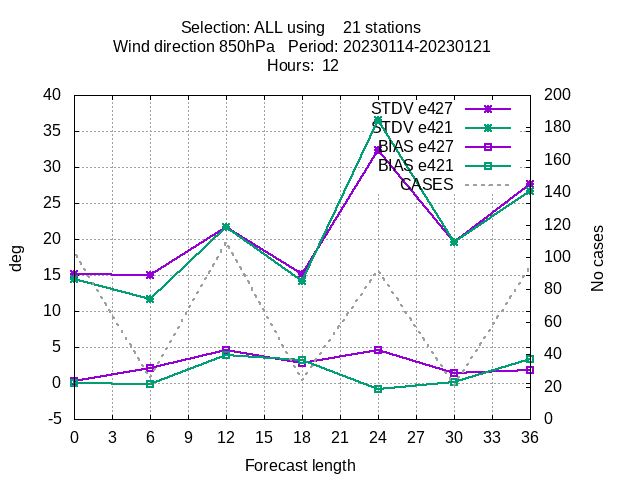 Selection: ALL using    21 stations
Wind direction 850hPa   Period: 20230114-20230121
Hours:  12
STDV e427
STDV e421
BIAS e427
BIAS e421
CASES
40
35
30
25
20
15
10
5
0
-5
deg
200
180
160
140
120
100
80
60
40
20
0
No cases
0 3 6 9 12 15 18 21 24 27 30 33 36
Forecast length